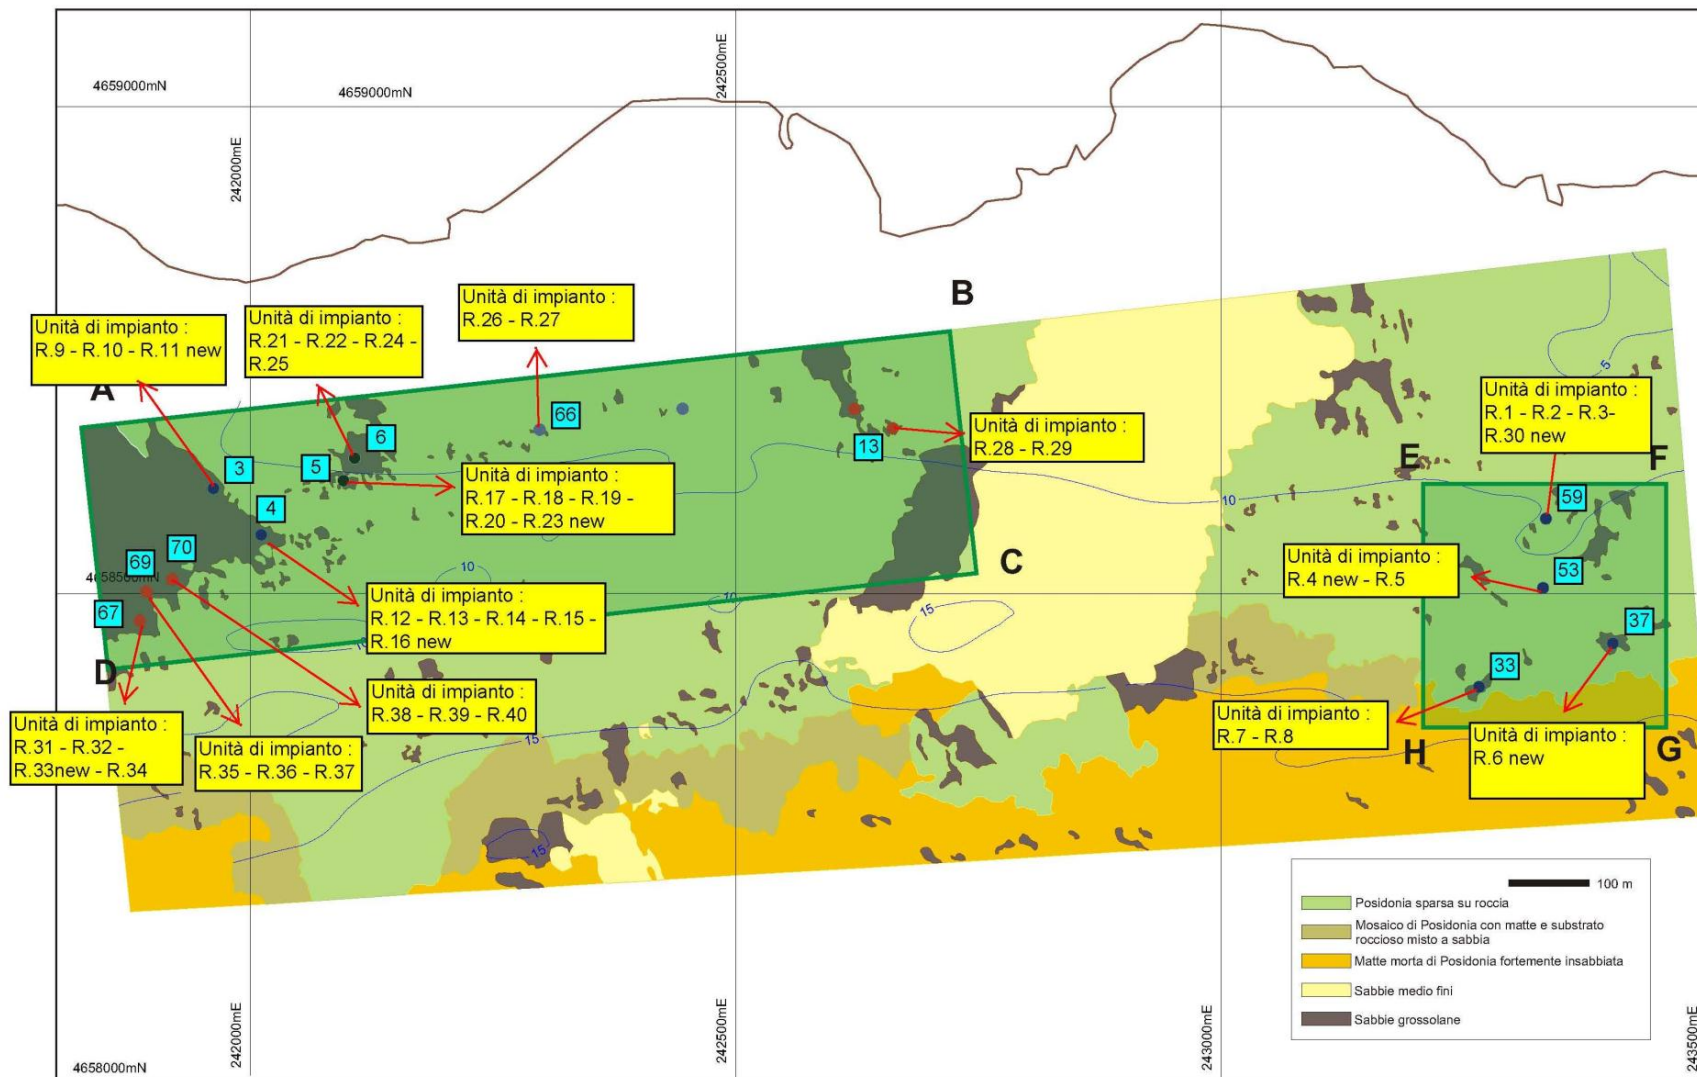 242500mE
4659000mN
4659000mN
242000mE
B
Unità di impianto :
R.26 - R.27
Unità di impianto :
R.21 - R.22 - R.24 -
R.25
Unità di impianto :
R.9 - R.10 - R.11 new
5
A
Unità di impianto :
R.1 - R.2 - R.3-
R.30 new
66
6
13
Unità di impianto :
R.28 - R.29
E
F
5
3
Unità di impianto :
R.17 - R.18 - R.19 -
R.20 - R.23 new
10
10
59
4
70
69
4658500mN
10
C
Unità di impianto :
R.4 new - R.5
53
67
Unità di impianto :
R.12 - R.13 - R.14 - R.15 -
R.16 new
15
10
37
D
33
Unità di impianto :
R.38 - R.39 - R.40
Unità di impianto :
R.7 - R.8
Unità di impianto :
R.31 - R.32 -
R.33new - R.34
Unità di impianto :
R.35 - R.36 - R.37
15
15
H
Unità di impianto :
R.6 new
G
15
100 m
Posidonia sparsa su roccia
Mosaico di Posidonia con matte e substrato
roccioso misto a sabbia
Matte morta di Posidonia fortemente insabbiata
Sabbie medio fini
Sabbie grossolane
242000mE
242500mE
243000mE
243500mE
4658000mN